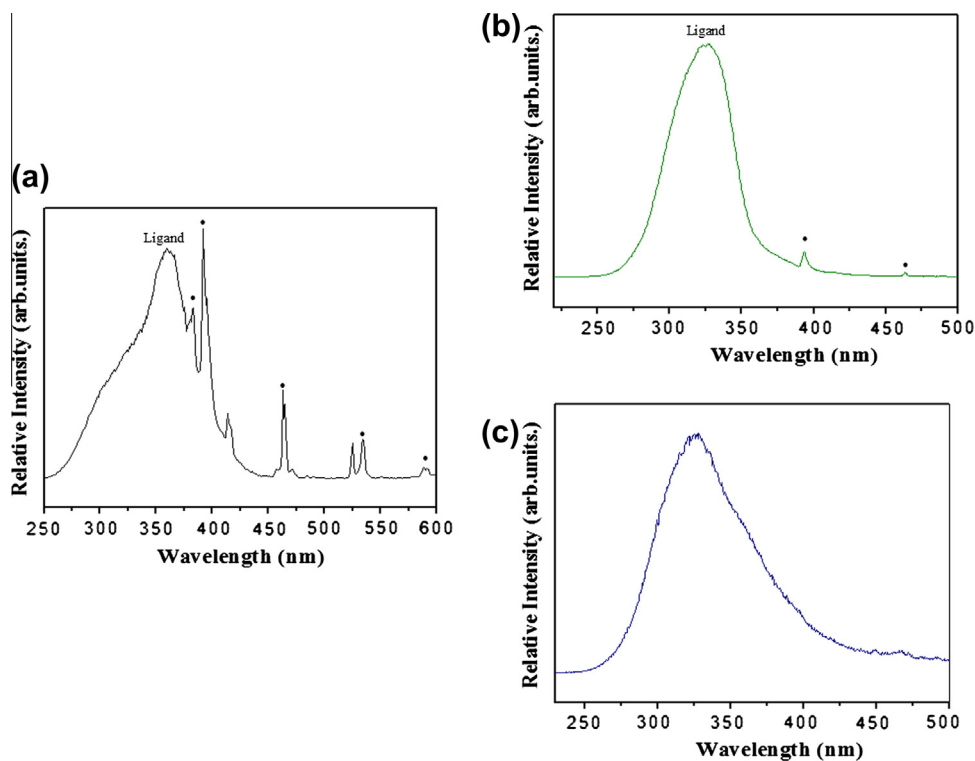 (a)
Ligand
Relative Intensity (arb.units.)
250 300 350 400 450 500 550 600
Wavelength (nm)
(b)
Ligand
Relative Intensity (arb.units.)
250 300 350 400 450 500
Wavelength (nm)
(c)
Relative Intensity (arb.units.)
250 300 350 400 450 500
Wavelength (nm)